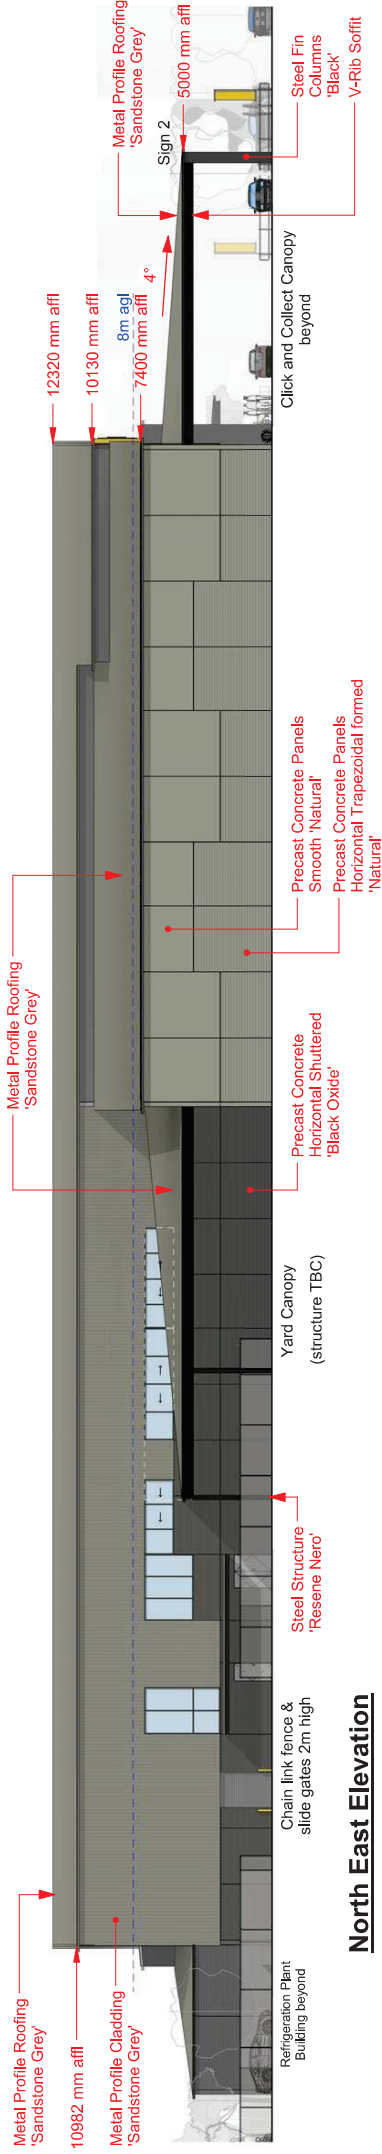 Metal Profile Roofing
'Sandstone Grey'
10982 mm affl
Metal Profile Cladding
'Sandstone Grey'
Refrigeration Plant
Building beyond
Chain link fence &
slide gates 2m high
Steel Structure
'Resene Nero'
Yard Canopy
(structure TBC)
Metal Profile Roofing
'Sandstone Grey'
Precast Concrete
Horizontal Shuttered
'Black Oxide'
Precast Concrete Panels
Smooth 'Natural'
Precast Concrete Panels
Horizontal Trapezoidal formed
'Natural'
12320 mm affl
10130 mm affl
8m agl
7400 mm affl
4°
Metal Profile Roofing
'Sandstone Grey'
Sign 2
5000 mm affl
Click and Collect Canopy
beyond
Steel Fin
Columns
'Black'
V-Rib Soffit
North East Elevation